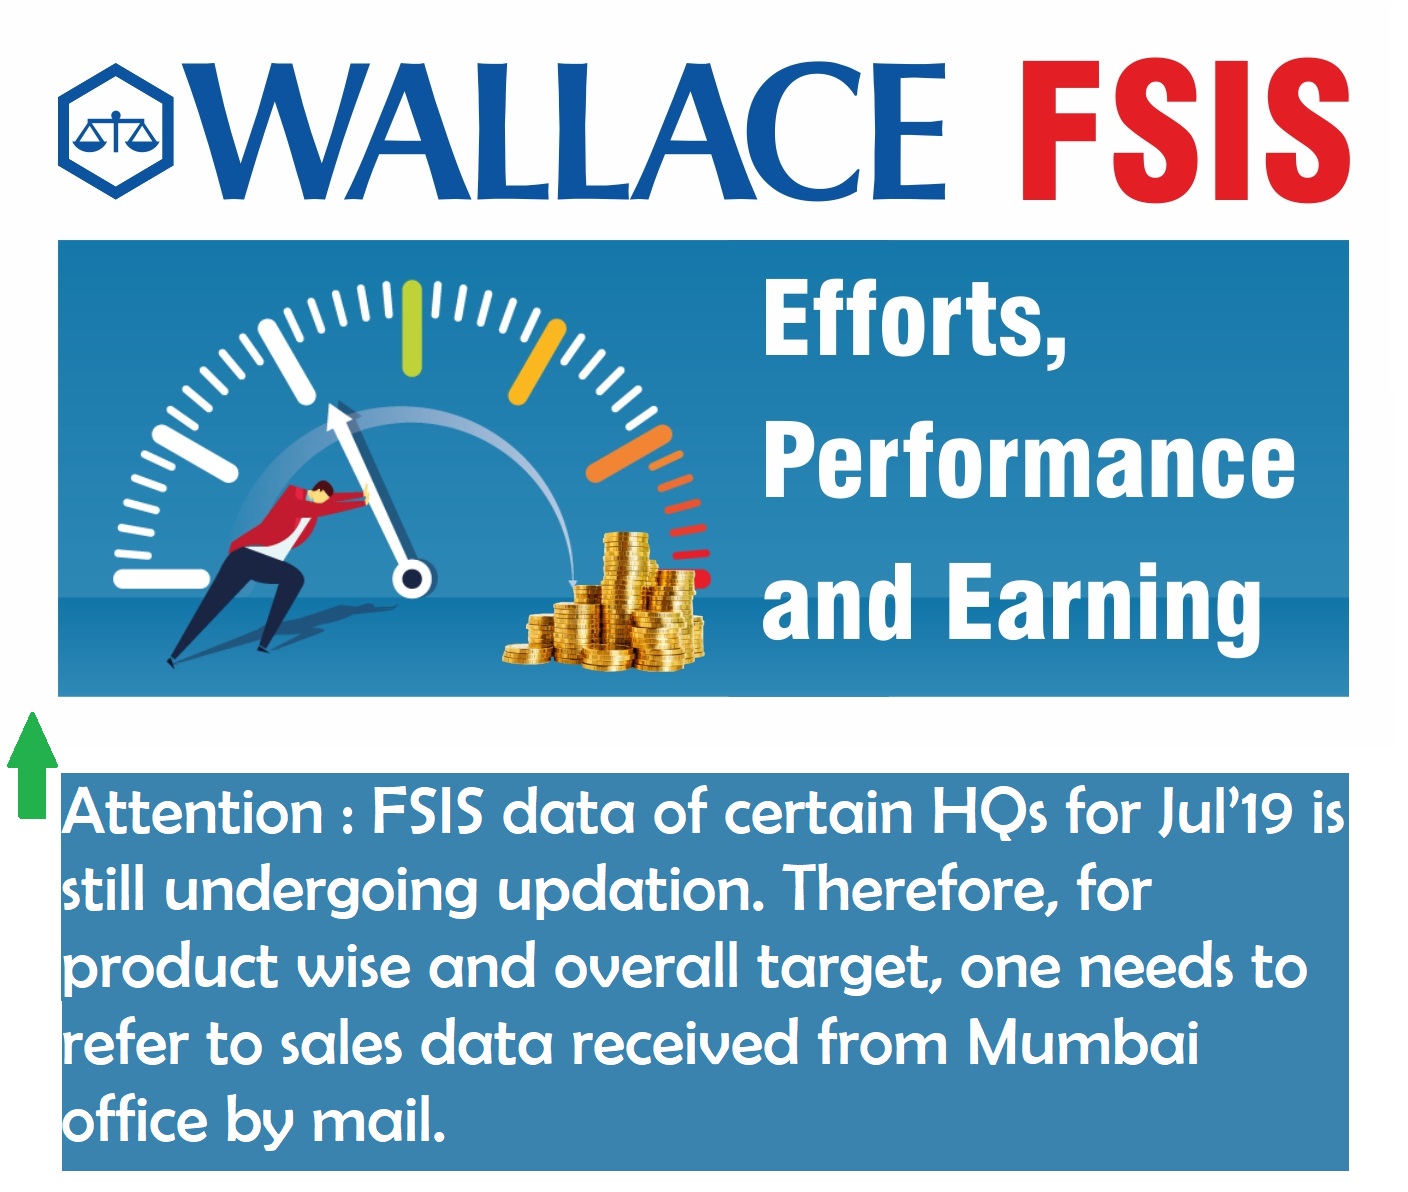 WALLACE FSIS
Efforts,
Performance
and Earning
Attention : FSIS data of certain HQs for Jul’19 is
still undergoing updation. Therefore, for
product wise and overall target, one needs to
refer to sales data received from Mumbai
office by mail.